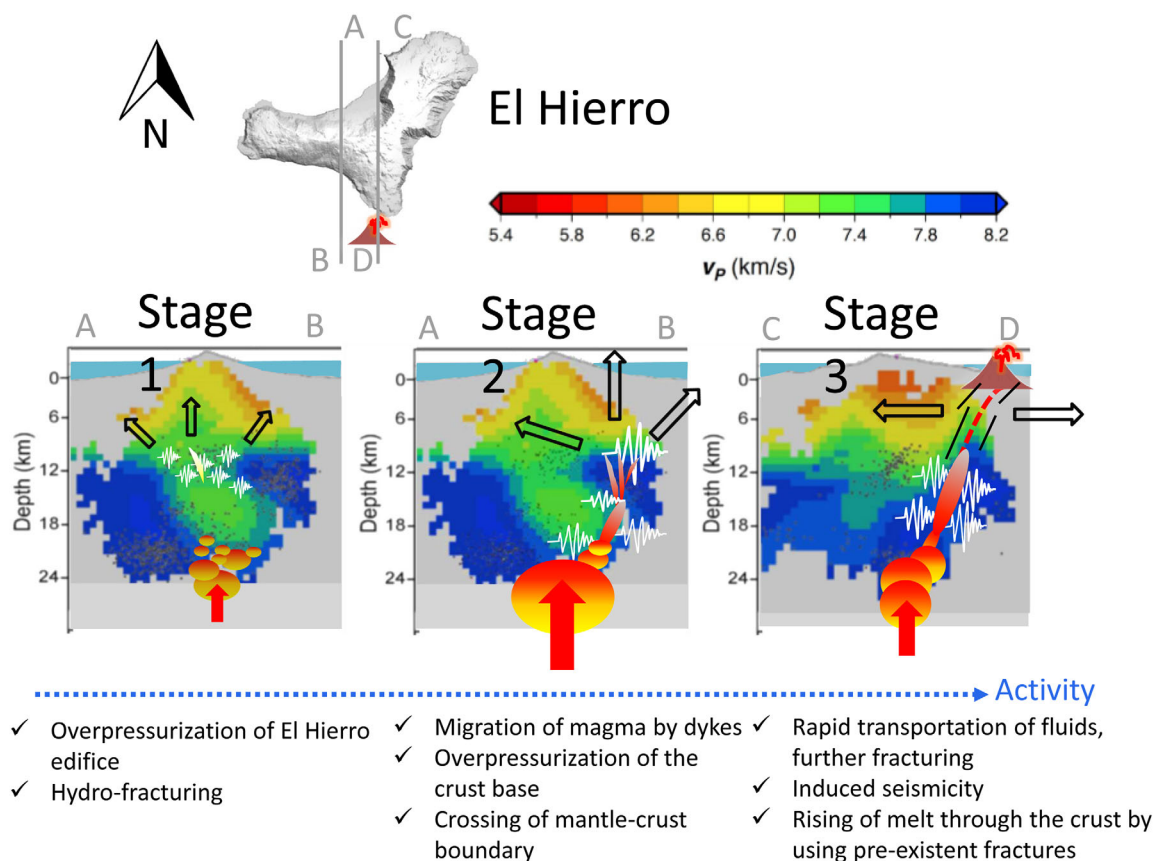 A C
N
El Hierro
B D
5.4 5.8 6.2 6.6 7.0 7.4 7.8 8.2
vP (km/s)
Stage Stage Stage
A B A B C D
1 2 3
0 0 0
6 6 6
12 12 12
18 18 18
24 24 24
Depth (km) Depth (km) Depth (km)
Activity
✓ Overpressurization of El Hierro
edifice
✓ Hydro-fracturing
✓ Migration of magma by dykes
✓ Overpressurization of the
crust base
✓ Crossing of mantle-crust
boundary
✓ Rapid transportation of fluids,
further fracturing
✓ Induced seismicity
✓ Rising of melt through the crust by
using pre-existent fractures